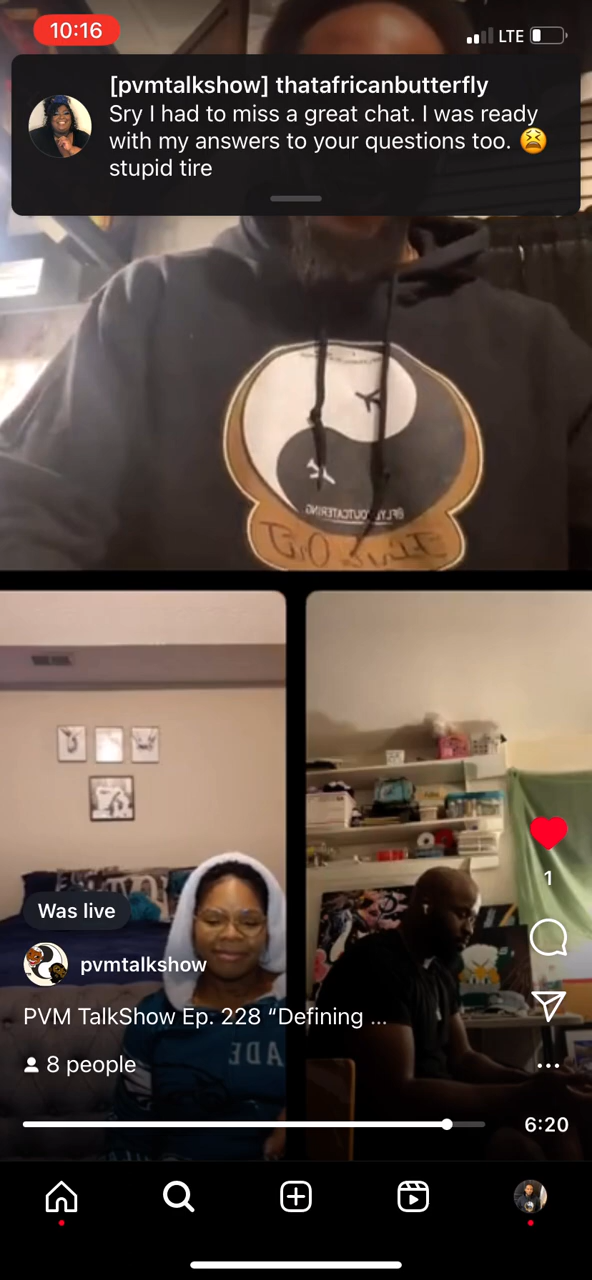 10:16
LTE
[pvmtalkshow] thatafricanbutterfly
Sry I had to miss a great chat. I was ready
with my answers to your questions too. 😫
stupid tire
Was live
pvmtalkshow
PVM TalkShow Ep. 228 “Defining ...
1
8 people
6:20